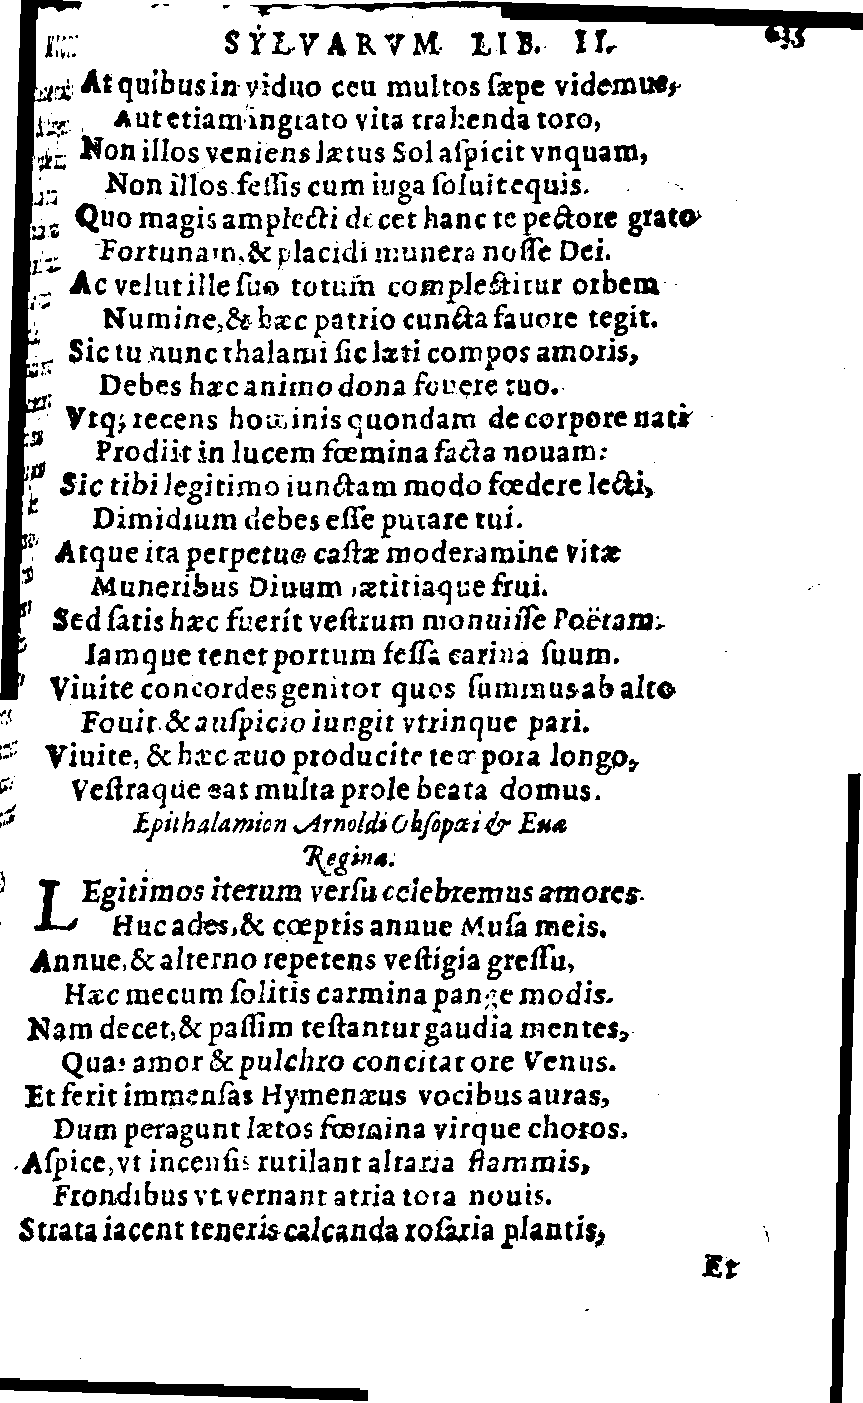 SYLVARVM LIB. II. 635
At quibus in viduo ceu multos sæpe videmus,
Aut etiam ingrato vita trahenda toro,
Non illos veniens lætus Sol aſpicit vnquam,
Non illos feſſis cum iuga ſoluit equis.
Quo magis amplecti decet hanc te pectore grato
Fortunam, & placidi munera noſſe Dei.
Ac velut ille ſuo totum complectitur orbem
Numine, & hæc patrio cuncta fauore tegit.
Sic tu nunc thalami ſic læti compos amoris,
Debes hæc animo dona fouere tuo.
Vtq; recens hominis quondam de corpore nati
Prodiit in lucem fœmina facta nouam:
Sic tibi legitimo iunctam modo fœdere lecti,
Dimidium debes eſſe putare tui.
Atque ita perpetuo caſtæ moderamine vitæ
Muneribus Diuum lætitiaque frui.
Sed ſatis hæc fuerit veſtrum monuiſſe Poëtam:
Iamque tenet portum feſſa carina ſuum.
Viuite concordes genitor quos ſummus ab alto
Fouit & auſpicio iungit vtrinque pari.
Viuite, & hæc æuo producite tempora longo,
Veſtraque eat multa prole beata domus.
Epithalamion Arnoldi Obſopœi & Euæ
Reginæ.
LEgitimos iterum verſu celebremus amores
Huc ades, & cœptis annue Muſa meis.
Annue, & alterno repetens veſtigia greſſu,
Hæc mecum ſolitis carmina pange modis.
Nam decet, & paſſim teſtantur gaudia mentes,
Quas amor & pulchro concitat ore Venus.
Et ferit immenſas Hymenæus vocibus auras,
Dum peragunt lætos fœmina virque choros.
Aſpice, vt incenſis rutilant altaria flammis,
Frondibus vt vernant atria tota nouis.
Strata iacent teneris calcanda roſaria plantis,
Et